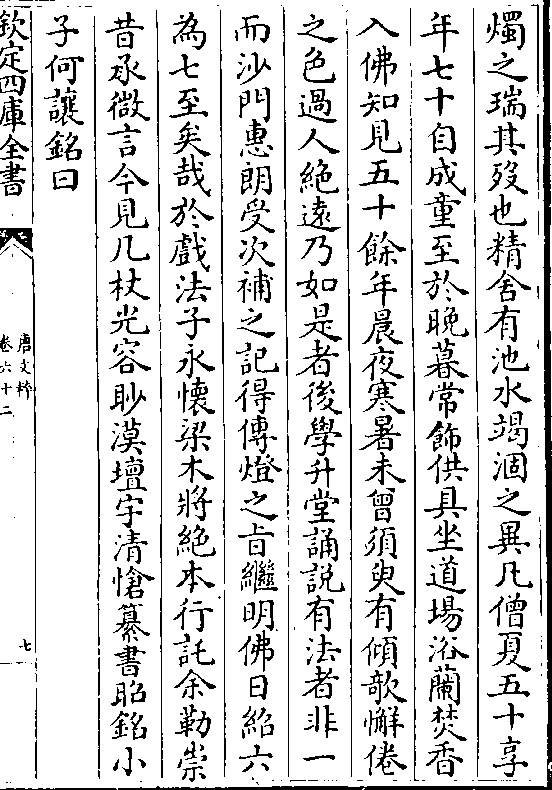 燭之瑞其歿也精舍有池水竭涸之異凡僧夏五十享
年七十自成童至於晚暮常飾供具坐道場浴蘭焚香
入佛知見五十餘年晨夜寒暑未曾須臾有傾欹懈倦
之色過人絶遠乃如是者後學升堂誦説有法者非一
而沙門惠朗受次補之記得傳燈之旨繼明佛日紹六
為七至矣哉於戲法子永懷梁木將絶本行託余勒崇
昔承微言今見几杖光容眇漠壇宇清愴纂書昭銘小
子何讓銘曰
欽定四庫全書
唐文粹
卷六十二
七